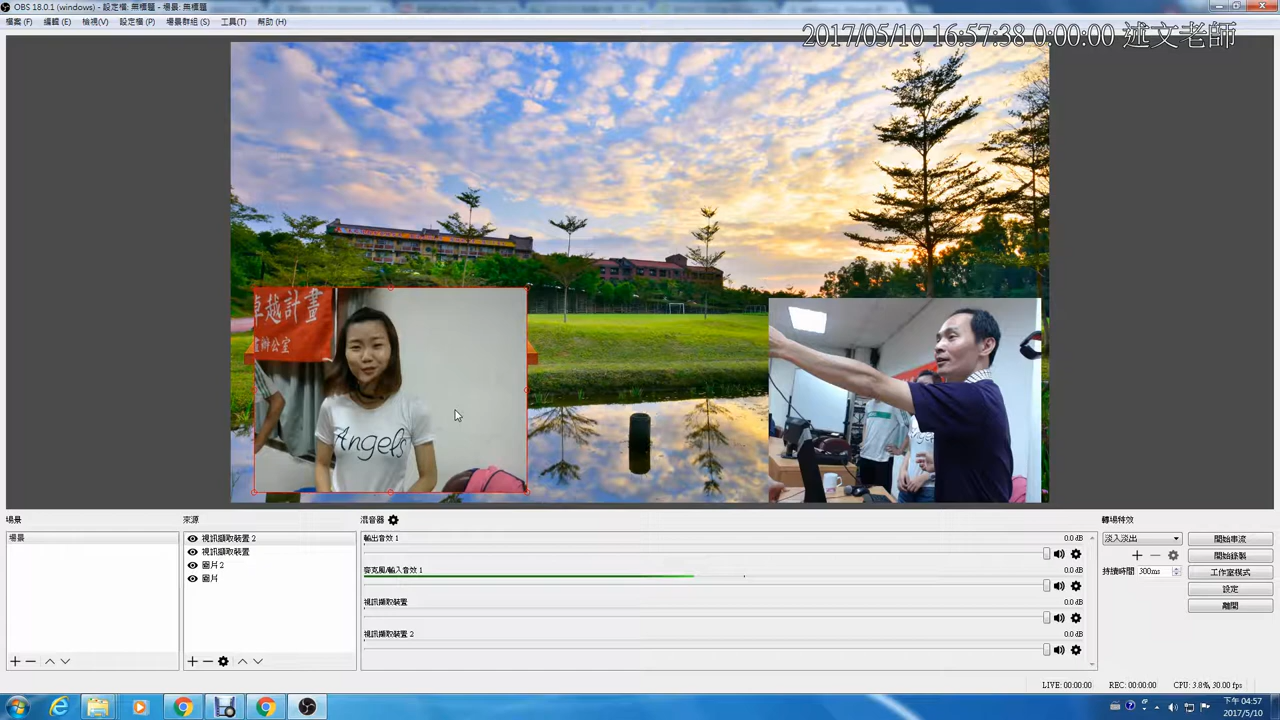 OBS 18.0.1 (windows) - 設定檔: 無標題 - 場景: 無標題
檔案 (F) 編輯 (E) 檢視(V) 設定檔 (P) 場景群組 (S) 工具(T) 幫助 (H)
2017/05/10 16:57:38 0:00:00 述文老師
卓越計畫
辦公室
Angels
場景
來源
混音器
轉場特效
場景
視訊擷取裝置 2
視訊擷取裝置
圖片 2
圖片
輸出音效 1
0.0 dB
麥克風/輸入音效 1
0.0 dB
視訊擷取裝置
0.0 dB
視訊擷取裝置 2
0.0 dB
淡入淡出
持續時間 300ms
開始串流
開始錄製
工作室模式
設定
離開
LIVE: 00:00:00 REC: 00:00:00 CPU: 3.8%, 30.00 fps
下午 04:57
2017/5/10